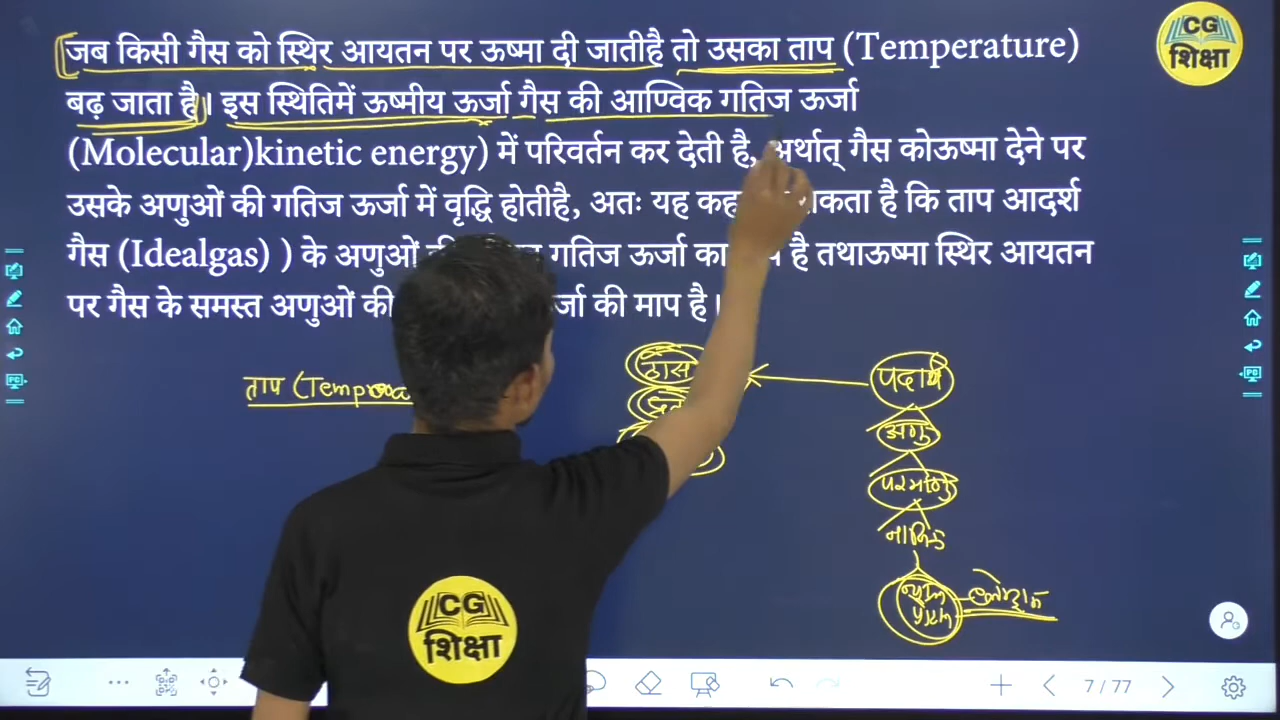 जब किसी गैस को स्थिर आयतन पर ऊष्मा दी जातीहै तो उसका ताप (Temperature)
बढ़ जाता है। इस स्थितिमें ऊष्मीय ऊर्जा गैस की आण्विक गतिज ऊर्जा
(Molecular)kinetic energy) में परिवर्तन कर देती है, अर्थात् गैस कोऊष्मा देने पर
उसके अणुओं की गतिज ऊर्जा में वृद्धि होतीहै, अतः यह कहा कता है कि ताप आदर्श
गैस (Idealgas) ) के अणुओं गतिज ऊर्जा का है तथाऊष्मा स्थिर आयतन
पर गैस के समस्त अणुओं की र्जा की माप है।
CG
शिक्षा
ताप
ठोस
पदार्थ
अणु
परमाणु
CG
शिक्षा
7 / 77